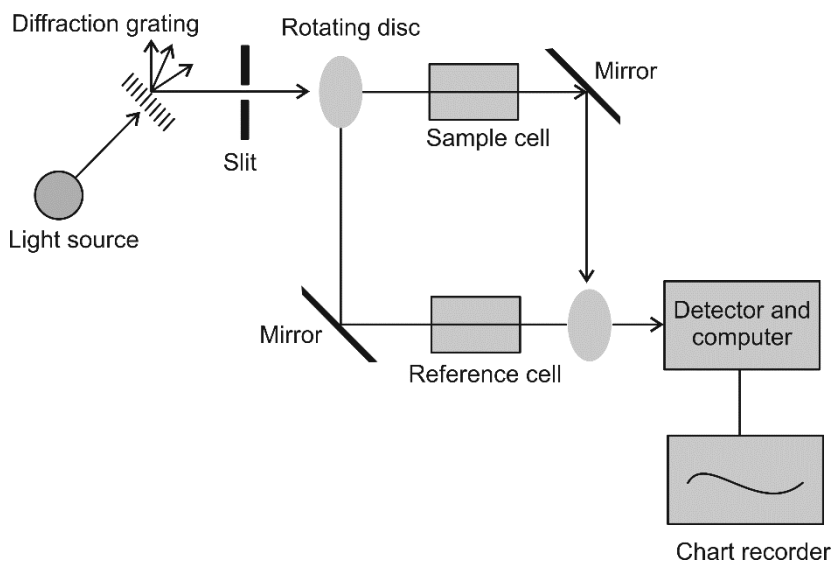 Diffraction grating
Rotating disc
Mirror
Sample cell
Slit
Light source
Mirror
Reference cell
Detector and
computer
Chart recorder